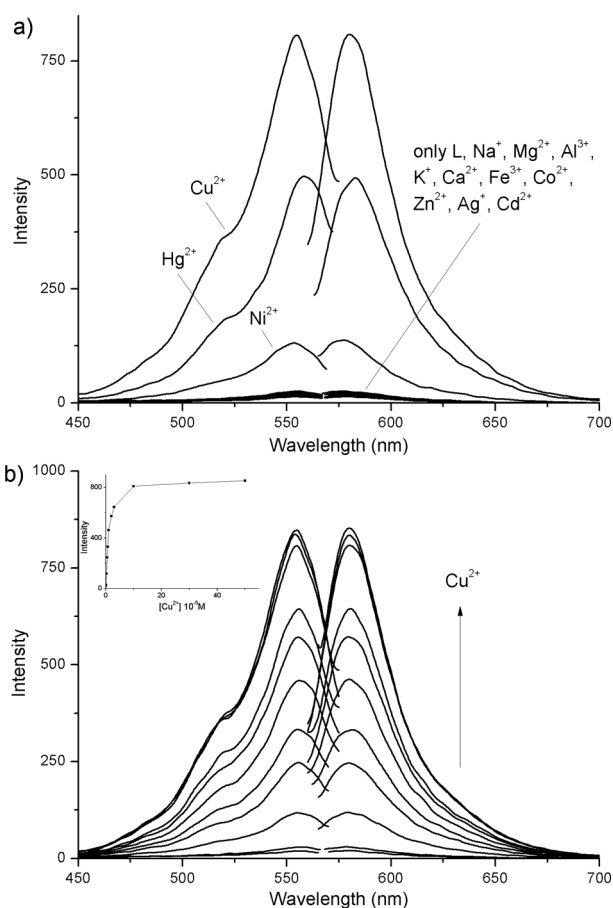 a)
750
500
250
0
Intensity
Cu²⁺
Hg²⁺
Ni²⁺
only L, Na⁺, Mg²⁺, Al³⁺,
K⁺, Ca²⁺, Fe³⁺, Co²⁺,
Zn²⁺, Ag⁺, Cd²⁺
450 500 550 600 650 700
Wavelength (nm)
b)
1000
750
500
250
0
Intensity
800
400
0
Intensity
0 20 40
[Cu²⁺] 10⁻⁵M
Cu²⁺
450 500 550 600 650 700
Wavelength (nm)